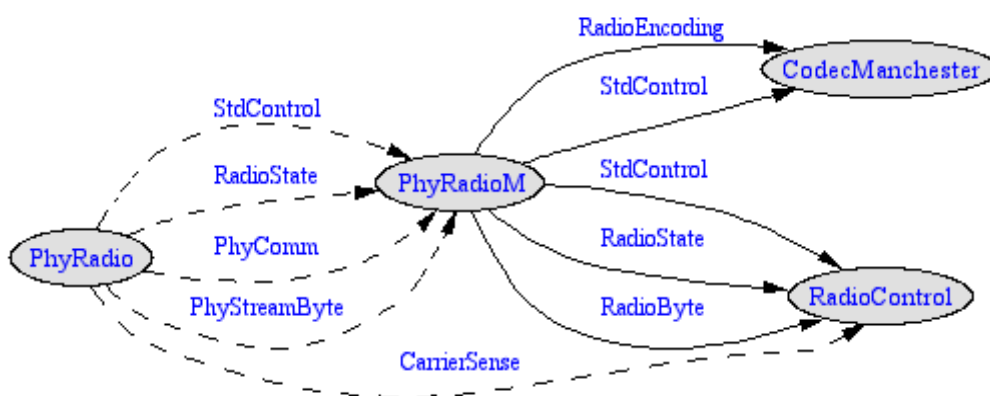 RadioEncoding
CodecManchester
StdControl
StdControl
PhyRadioM
StdControl
RadioState
PhyRadio
PhyComm
RadioState
RadioControl
PhyStreamByte
RadioByte
CarrierSense